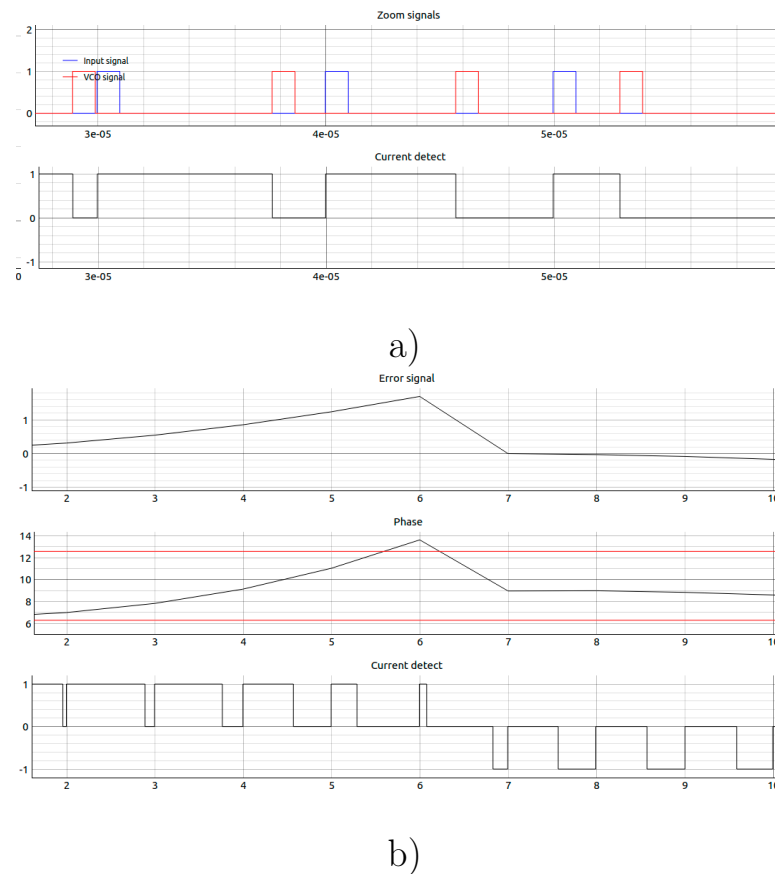 Zoom signals
2
Input signal
1
VCO signal
0
3e-05 4e-05 5e-05
Current detect
1
0
-1
0 3e-05 4e-05 5e-05
a)
Error signal
1
0
-1
2 3 4 5 6 7 8 9 10
Phase
14
12
10
8
6
2 3 4 5 6 7 8 9 10
Current detect
1
0
-1
2 3 4 5 6 7 8 9 10
b)